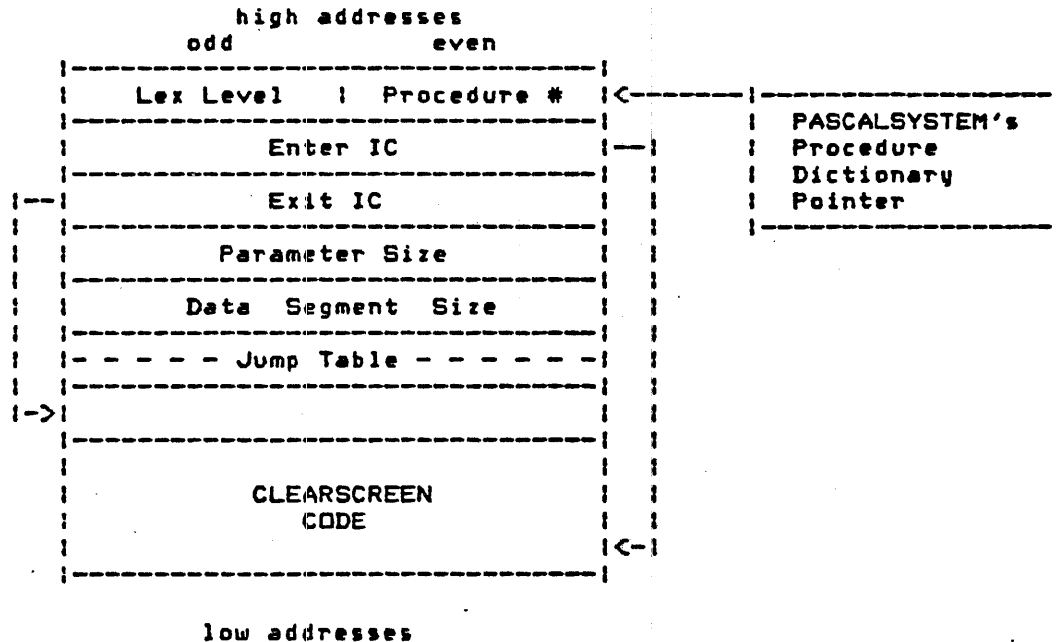 high addresses
odd even
Lex Level | Procedure #
PASCALSYSTEM's
Enter IC
Procedure
Dictionary
Exit IC
Pointer
Parameter Size
Data Segment Size
Jump Table
CLEARSCREEN
CODE
low addresses